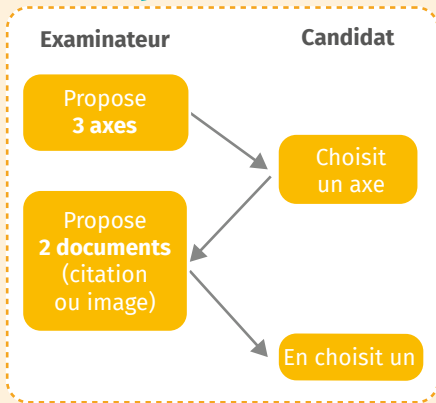 Examinateur
Candidat
Propose
3 axes
Choisit
un axe
Propose
2 documents
(citation
ou image)
En choisit un